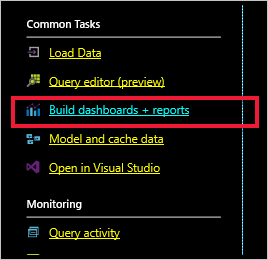 Common Tasks
Load Data
Query editor (preview)
Build dashboards + reports
Model and cache data
Open in Visual Studio
Monitoring
Query activity